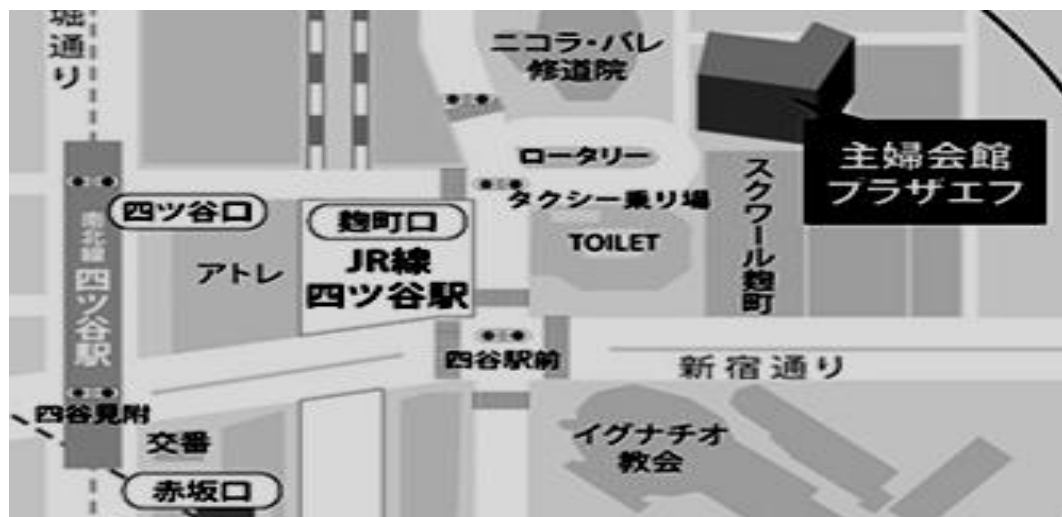 堀通り
ニコラ・バレ
修道院
ロータリー
主婦会館
プラザエフ
四ツ谷口
麹町口
タクシー乗り場
スクワール麹町
南北線 四ツ谷駅
アトレ
JR線
四ツ谷駅
TOILET
四谷駅前
新宿通り
四谷見附
交番
イグナチオ
教会
赤坂口